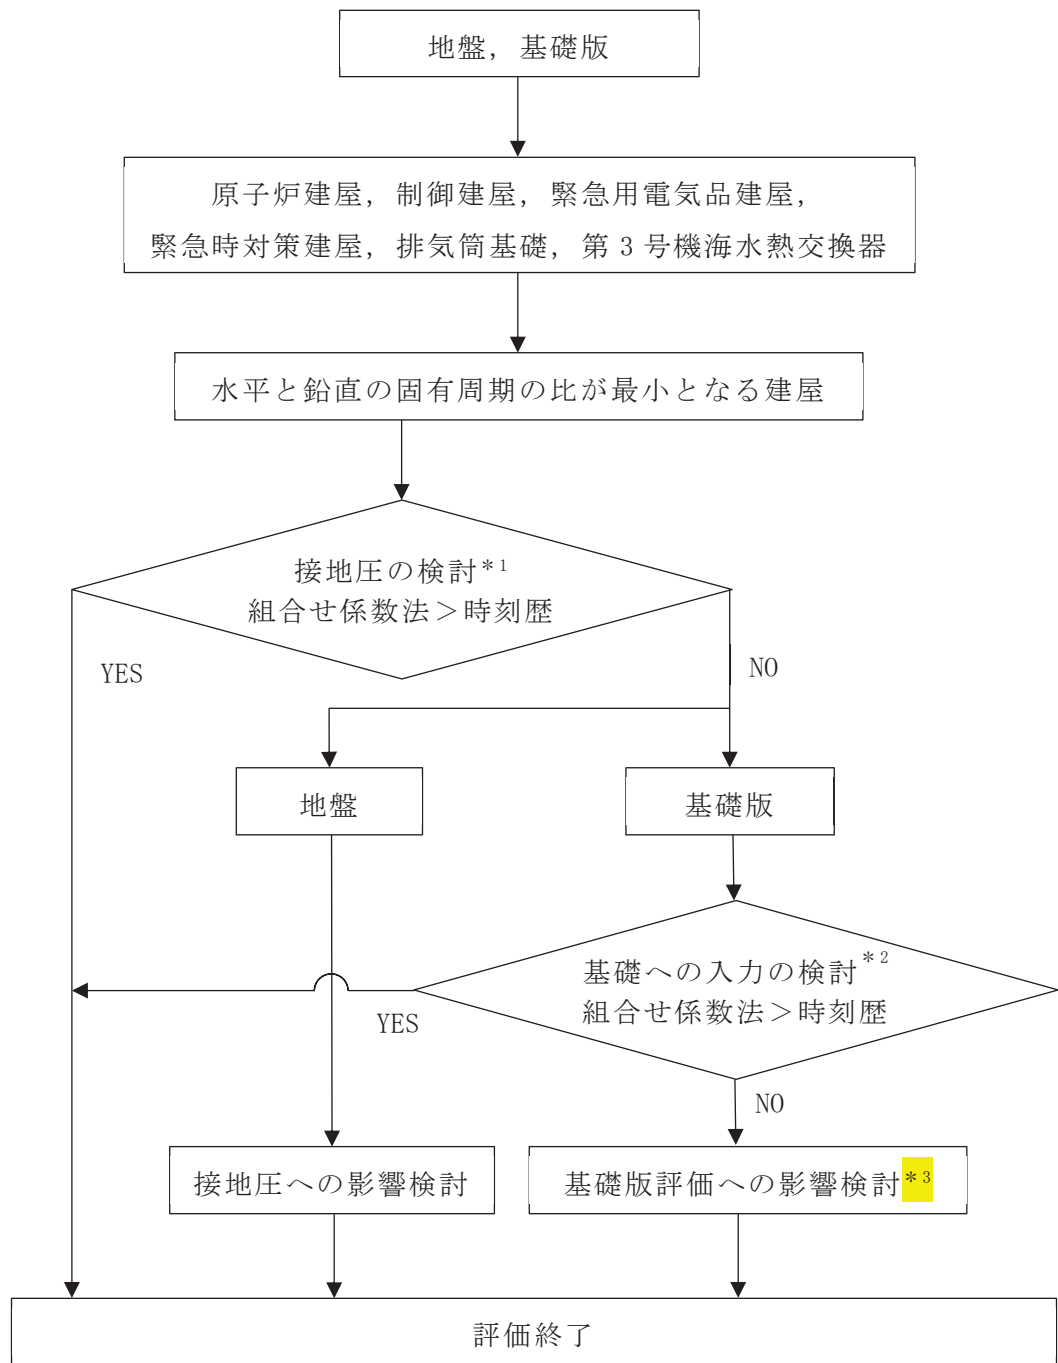 地盤，基礎版
原子炉建屋，制御建屋，緊急用電気品建屋，
緊急時対策建屋，排気筒基礎，第3号機海水熱交換器
水平と鉛直の固有周期の比が最小となる建屋
接地圧の検討*1
組合せ係数法＞時刻歴
YES
NO
地盤
基礎版
基礎への入力の検討*2
組合せ係数法＞時刻歴
YES
NO
接地圧への影響検討
基礎版評価への影響検討*3
評価終了